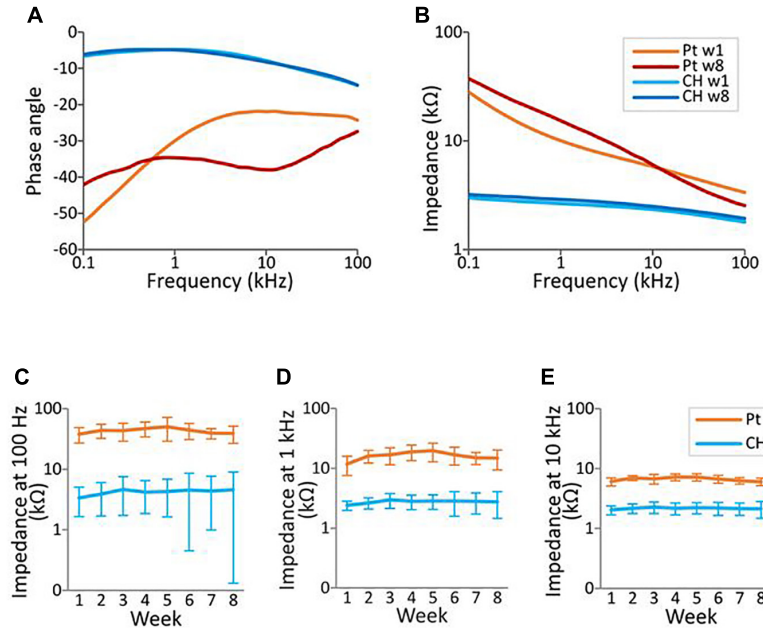 A
0
-10
-20
-30
-40
-50
-60
Phase angle
0.1 1 10 100
Frequency (kHz)
B
100
10
1
Impedance (kΩ)
Pt w1
Pt w8
CH w1
CH w8
0.1 1 10 100
Frequency (kHz)
C
100
10
1
0
Impedance at 100 Hz
(kΩ)
1 2 3 4 5 6 7 8
Week
D
100
10
1
0
Impedance at 1 kHz
(kΩ)
1 2 3 4 5 6 7 8
Week
E
100
10
1
0
Impedance at 10 kHz
(kΩ)
Pt
CH
1 2 3 4 5 6 7 8
Week